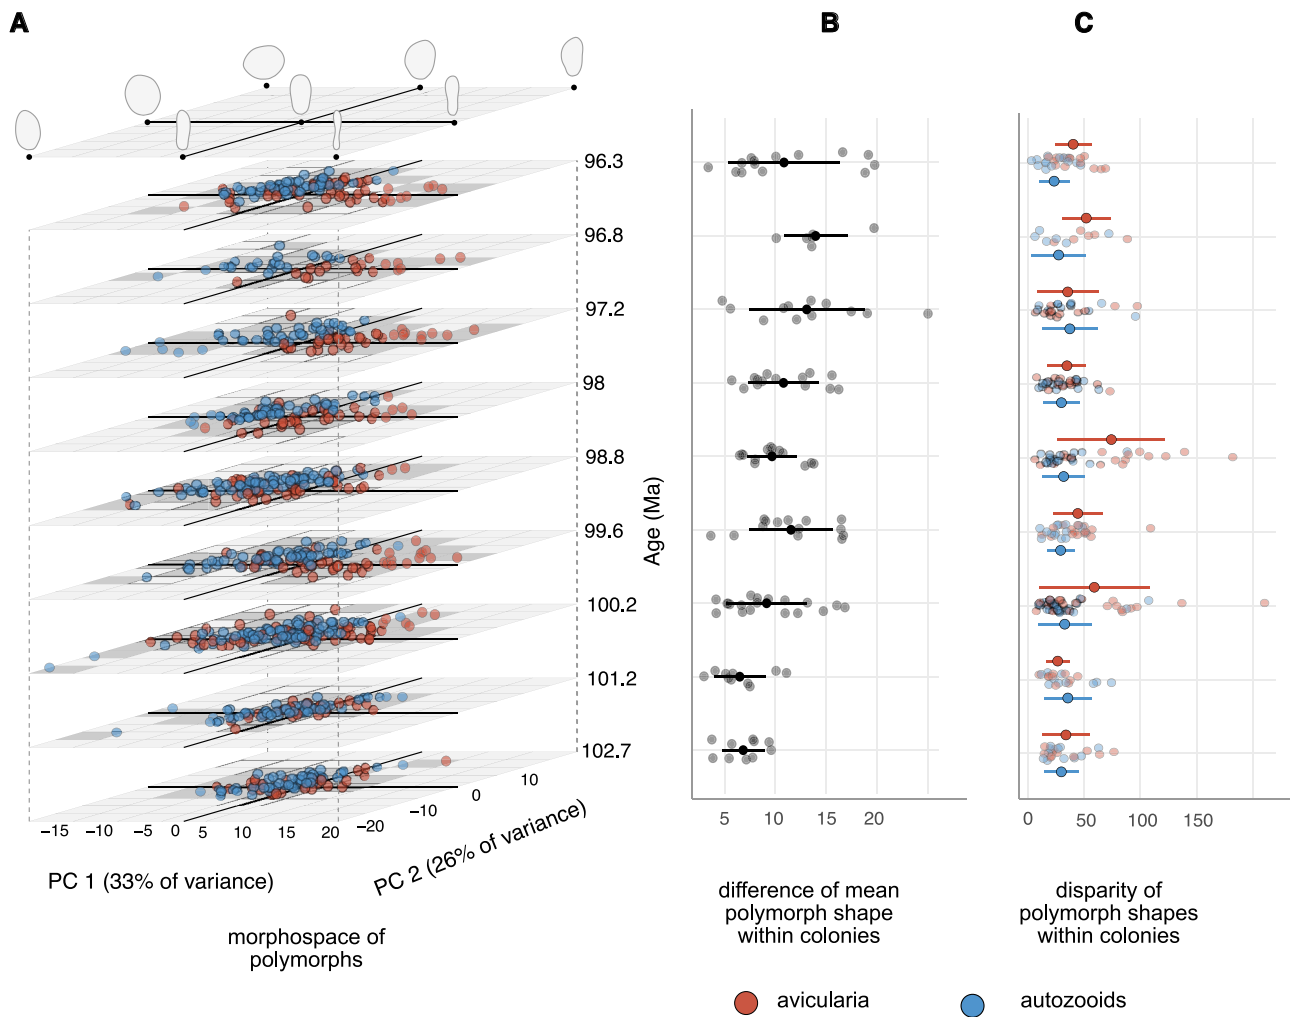 A
B
C
96.3
96.8
97.2
98
98.8
99.6
100.2
101.2
102.7
Age (Ma)
−15 −10 −5 0 5 10 15 20
−20 −10 0 10
PC 1 (33% of variance)
PC 2 (26% of variance)
morphospace of
polymorphs
5 10 15 20
difference of mean
polymorph shape
within colonies
0 50 100 150
disparity of
polymorph shapes
within colonies
avicularia
autozooids